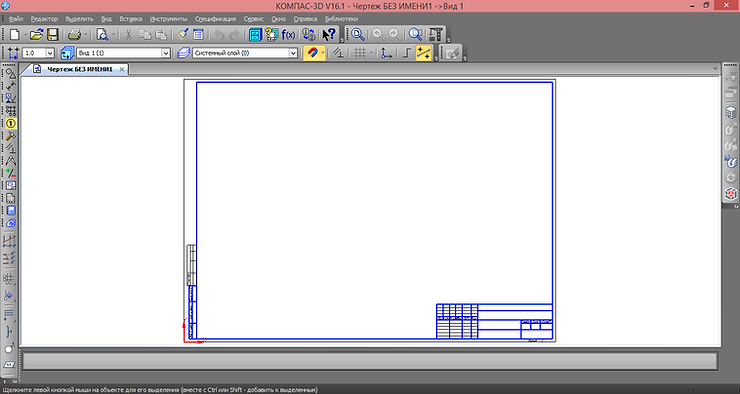 КОМПАС-3D V16.1 - Чертеж БЕЗ ИМЕНИ1 ->Вид 1
Файл Редактор Выделить Вид Вставка Инструменты Спецификация Сервис Окно Справка Библиотеки
f(x)
1.0 Вид 1 (1) Системный слой (0)
Чертеж БЕЗ ИМЕНИ1
Щелкните левой кнопкой мыши на объекте для его выделения (вместе с Ctrl или Shift - добавить к выделенным)